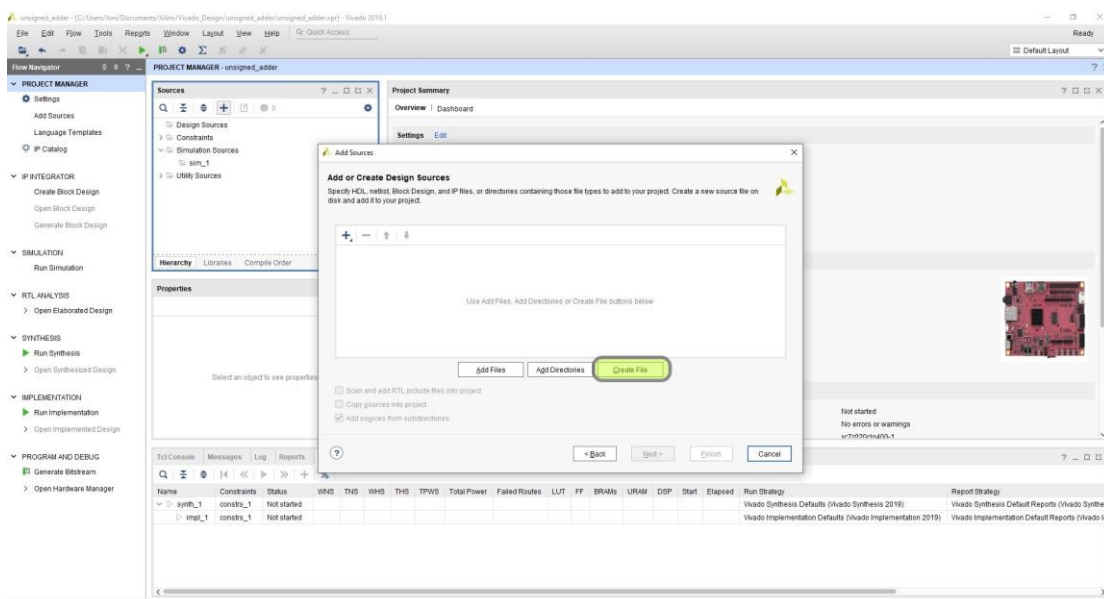 unsigned_adder - [C:/Users/Joni/Documents/Xilinx/Vivado_Design/unsigned_adder/unsigned_adder.xpr] - Vivado 2019.1
File Edit Flow Tools Reports Window Layout View Help Quick Access
Ready
Default Layout
Flow Navigator
PROJECT MANAGER - unsigned_adder
PROJECT MANAGER
Settings
Add Sources
Language Templates
IP Catalog
IP INTEGRATOR
Create Block Design
Open Block Design
Generate Block Design
SIMULATION
Run Simulation
RTL ANALYSIS
Open Elaborated Design
SYNTHESIS
Run Synthesis
Open Synthesized Design
IMPLEMENTATION
Run Implementation
Open Implemented Design
PROGRAM AND DEBUG
Generate Bitstream
Open Hardware Manager
Sources
Design Sources
Constraints
Simulation Sources
sim_1
Utility Sources
Hierarchy Libraries Compile Order
Properties
Select an object to see properties
Project Summary
Overview | Dashboard
Settings Edit
Add Sources
Add or Create Design Sources
Specify HDL, netlist, Block Design, and IP files, or directories containing those file types to add to your project. Create a new source file on
disk and add it to your project.
Use Add Files, Add Directories or Create File buttons below
Add Files Add Directories Create File
Scan and add RTL include files into project
Copy sources into project
Add sources from subdirectories
? < Back Next > Finish Cancel
Not started
No errors or warnings
xc7z020clg400-1
Tcl Console Messages Log Reports
Name Constraints Status WNS TNS WHS THS TPWS Total Power Failed Routes LUT FF BRAMs URAM DSP Start Elapsed Run Strategy Report Strategy
synth_1 constrs_1 Not started Vivado Synthesis Defaults (Vivado Synthesis 2019) Vivado Synthesis Default Reports (Vivado Synthe
impl_1 constrs_1 Not started Vivado Implementation Defaults (Vivado Implementation 2019) Vivado Implementation Default Reports (Vivado I